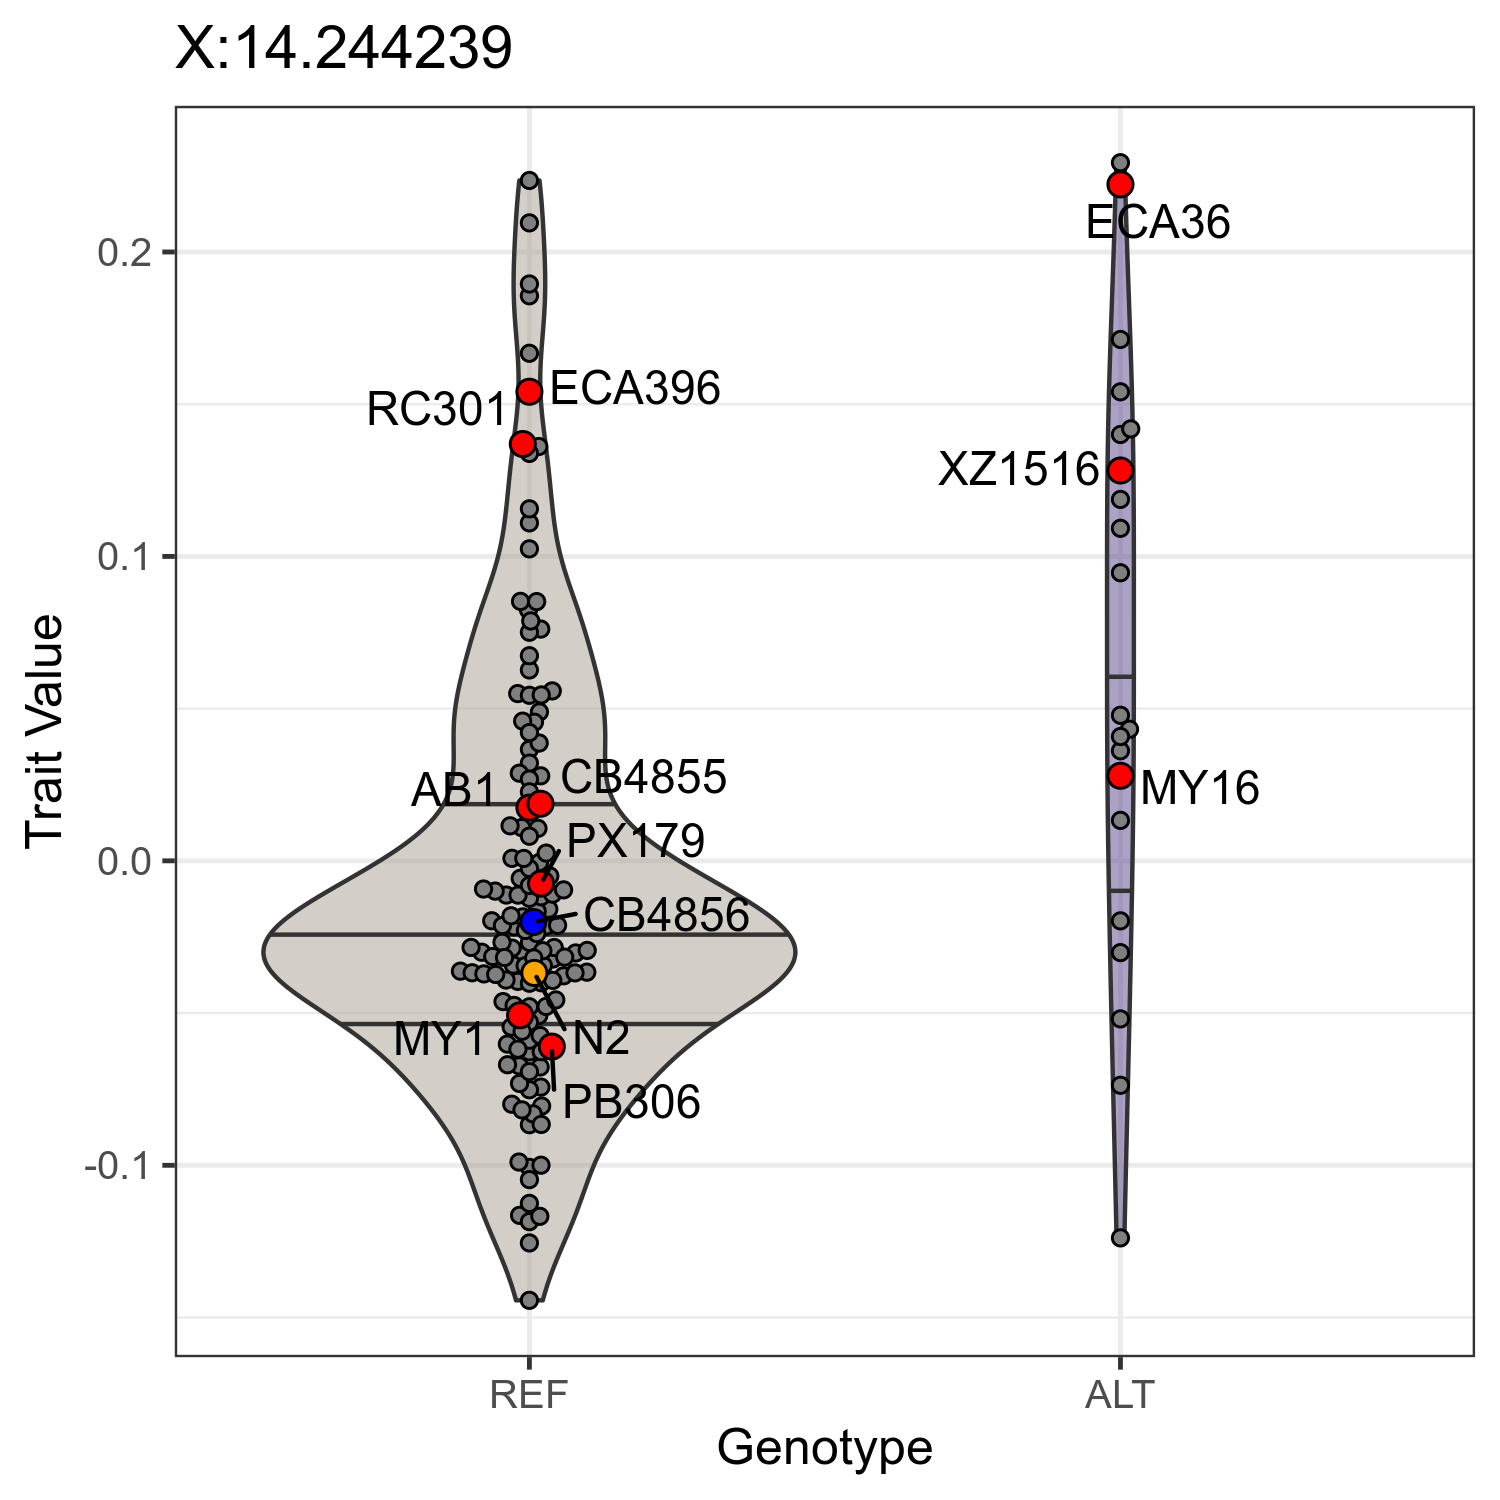 X:14.244239
Trait Value
0.2
0.1
0.0
-0.1
ECA36
RC301
ECA396
XZ1516
AB1
CB4855
MY16
PX179
CB4856
MY1
N2
PB306
REF
ALT
Genotype